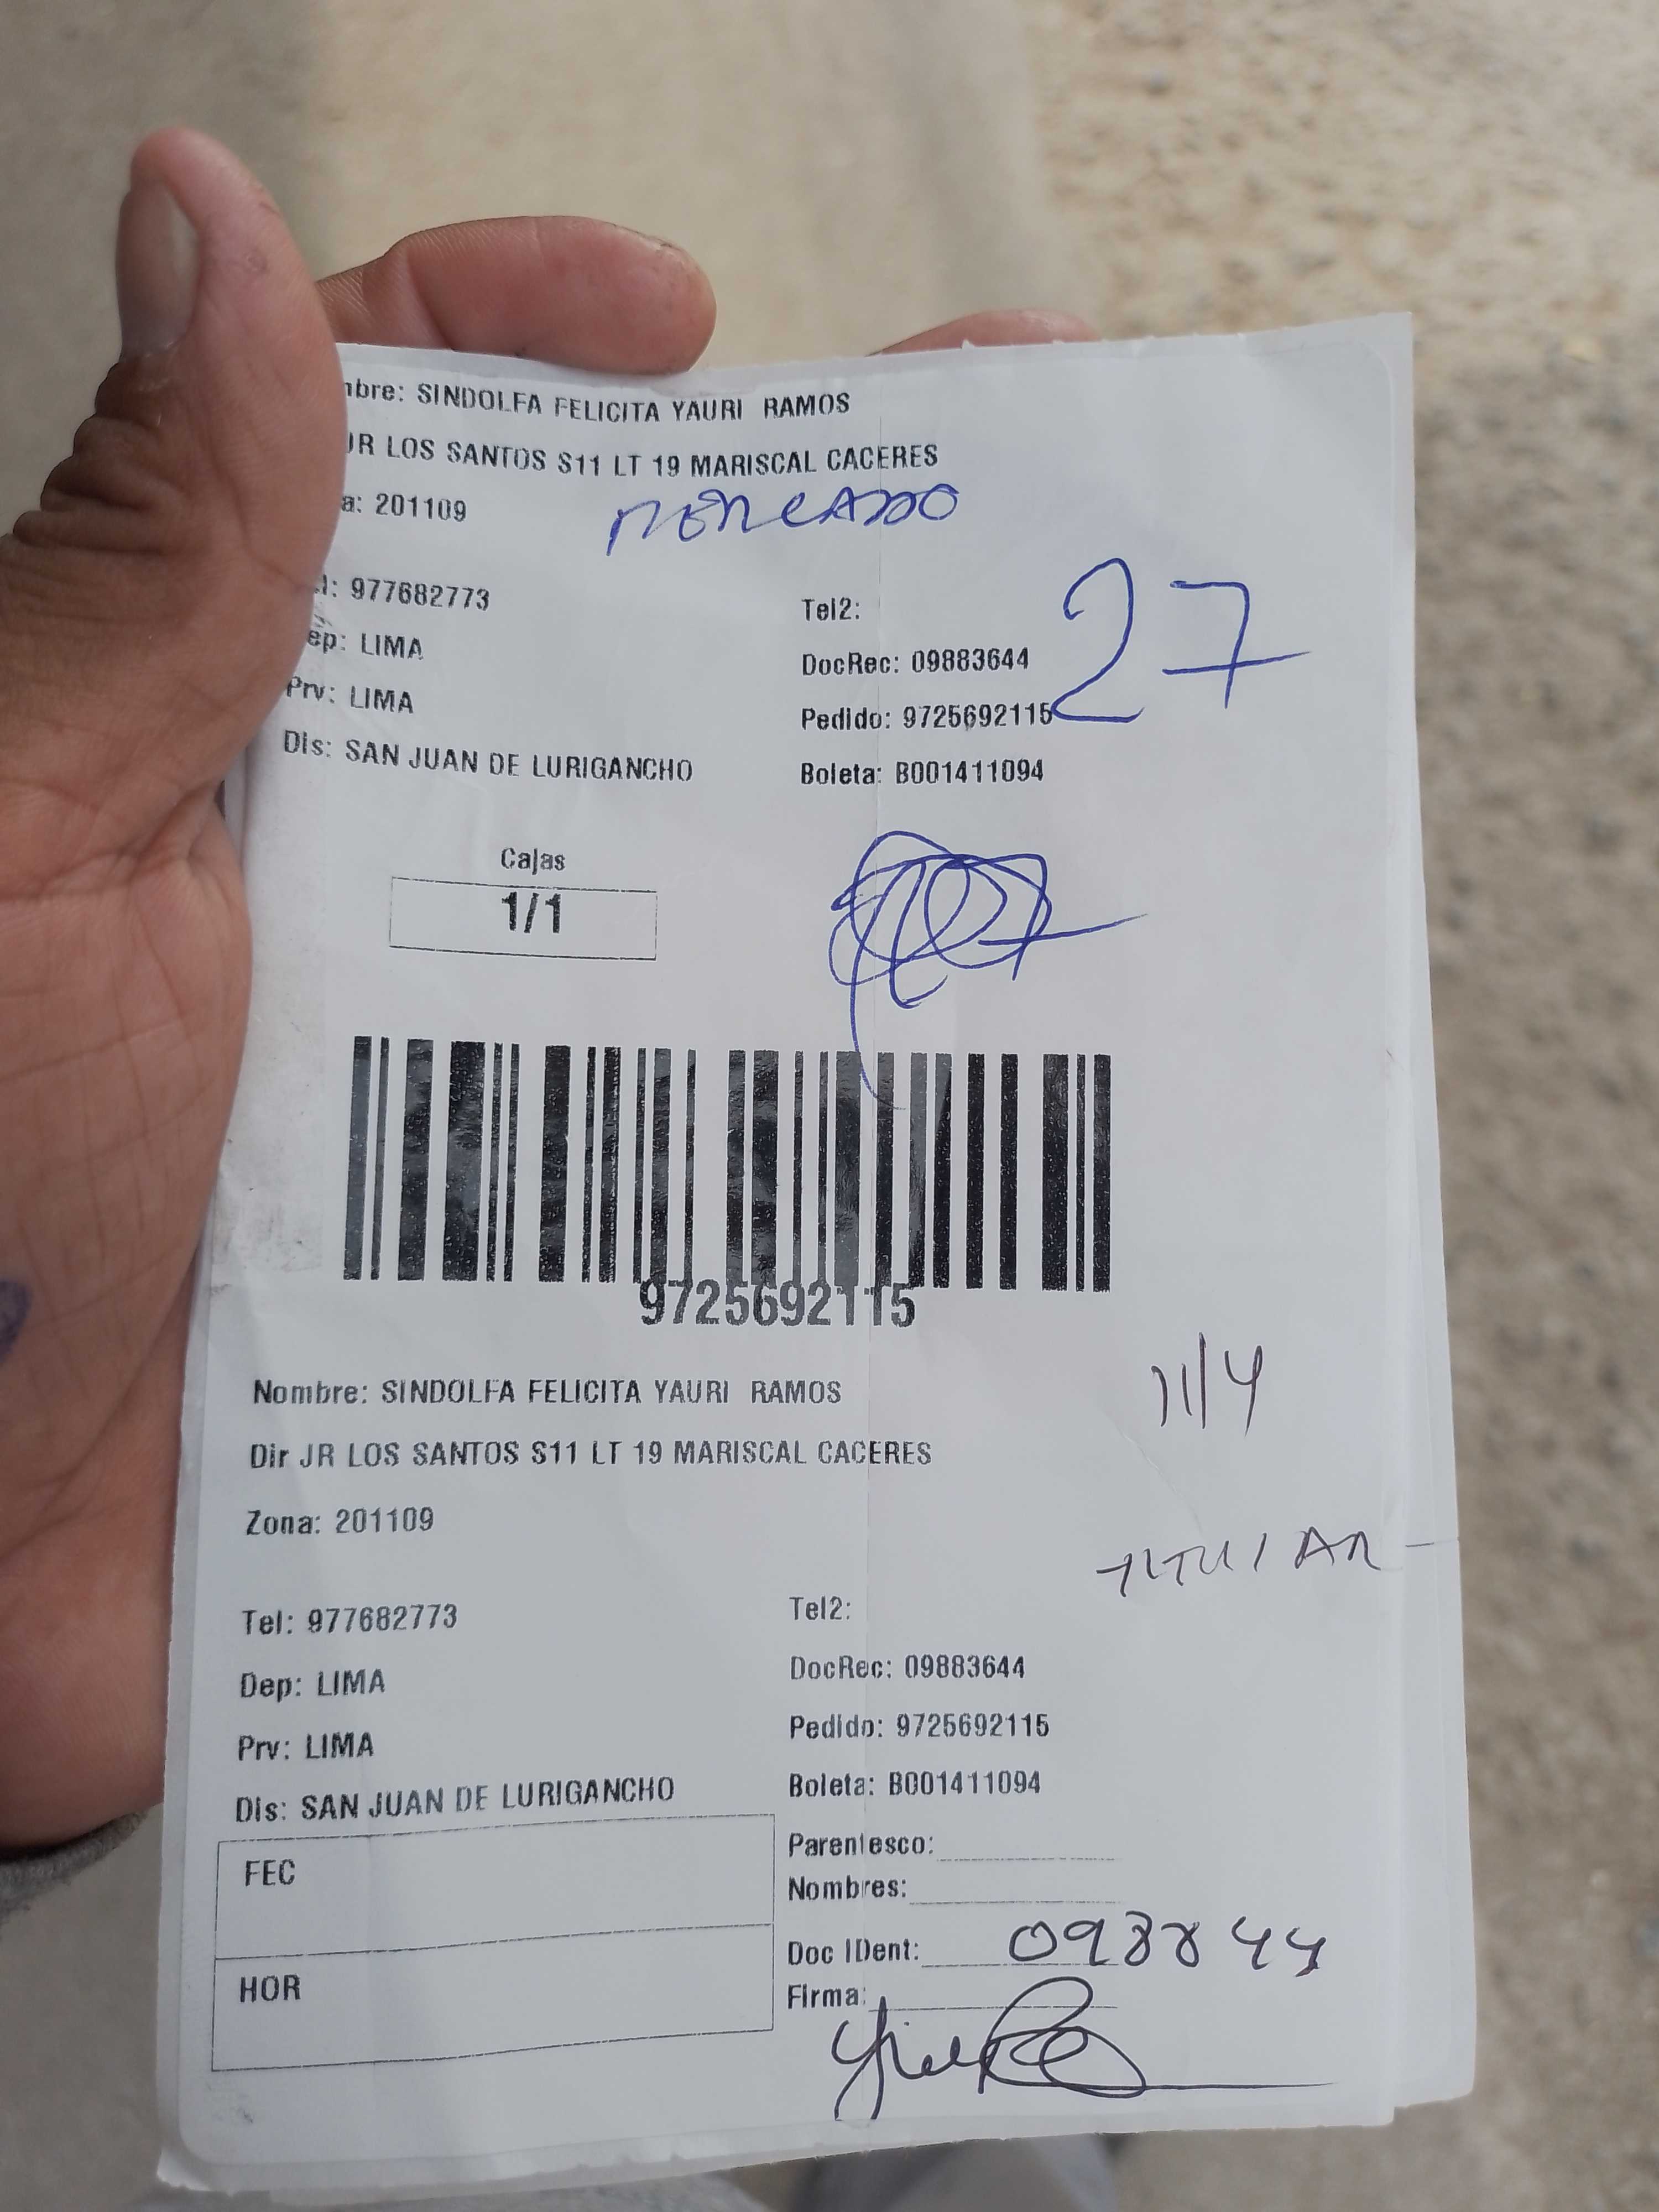 nbre: SINDOLFA FELICITA YAURI RAMOS
JR LOS SANTOS S11 LT 19 MARISCAL CACERES
a: 201109
MERCADO
27
l: 977682773
Tel2:
ep: LIMA
DocRec: 09883644
Prv: LIMA
Pedido: 9725692115
Dis: SAN JUAN DE LURIGANCHO
Boleta: B001411094
Cajas
1/1
9725692115
11/4
Nombre: SINDOLFA FELICITA YAURI RAMOS
Dir JR LOS SANTOS S11 LT 19 MARISCAL CACERES
Zona: 201109
TITULAR
Tel: 977682773
Tel2:
Dep: LIMA
DocRec: 09883644
Prv: LIMA
Pedido: 9725692115
Dis: SAN JUAN DE LURIGANCHO
Boleta: B001411094
Parentesco:
FEC
Nombres:
Doc IDent: 098844
HOR
Firma: